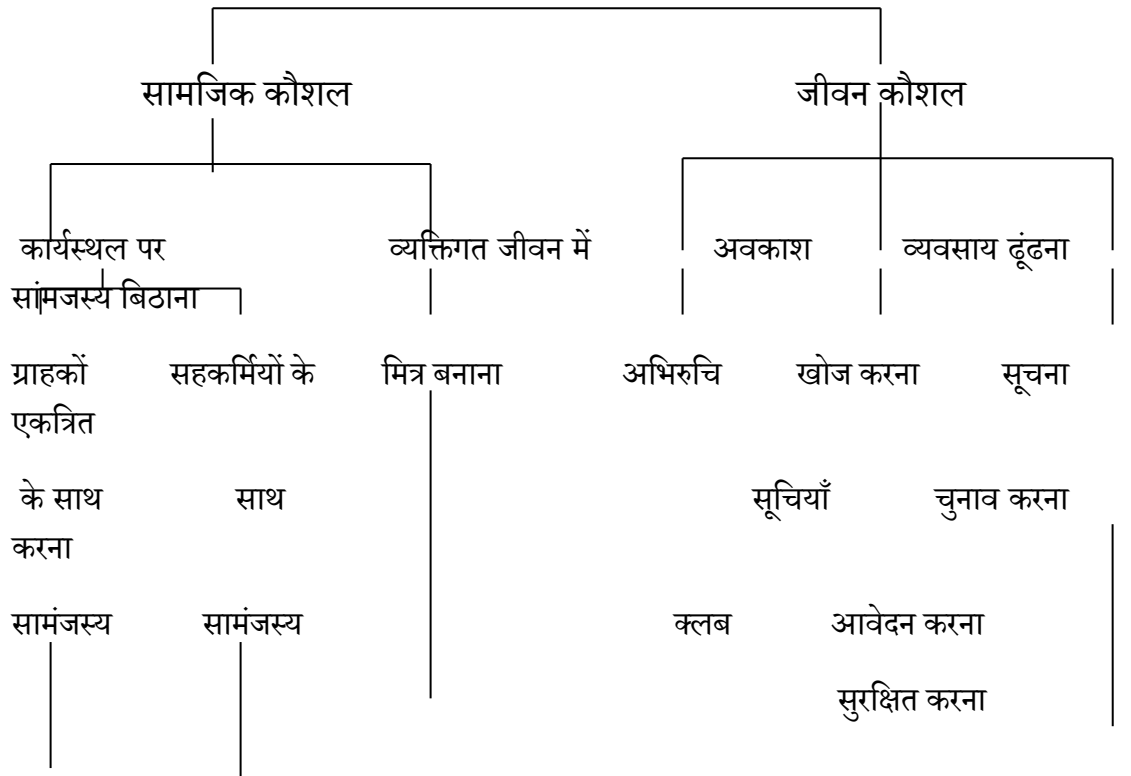 सामजिक कौशल जीवन कौशल
कार्यस्थल पर व्यक्तिगत जीवन में अवकाश व्यवसाय ढूंढना
सांमजस्य बिठाना
ग्राहकों सहकर्मियों के मित्र बनाना अभिरुचि खोज करना सूचना
एकत्रित
के साथ साथ सूचियाँ चुनाव करना
करना
सामंजस्य सामंजस्य क्लब आवेदन करना
सुरक्षित करना